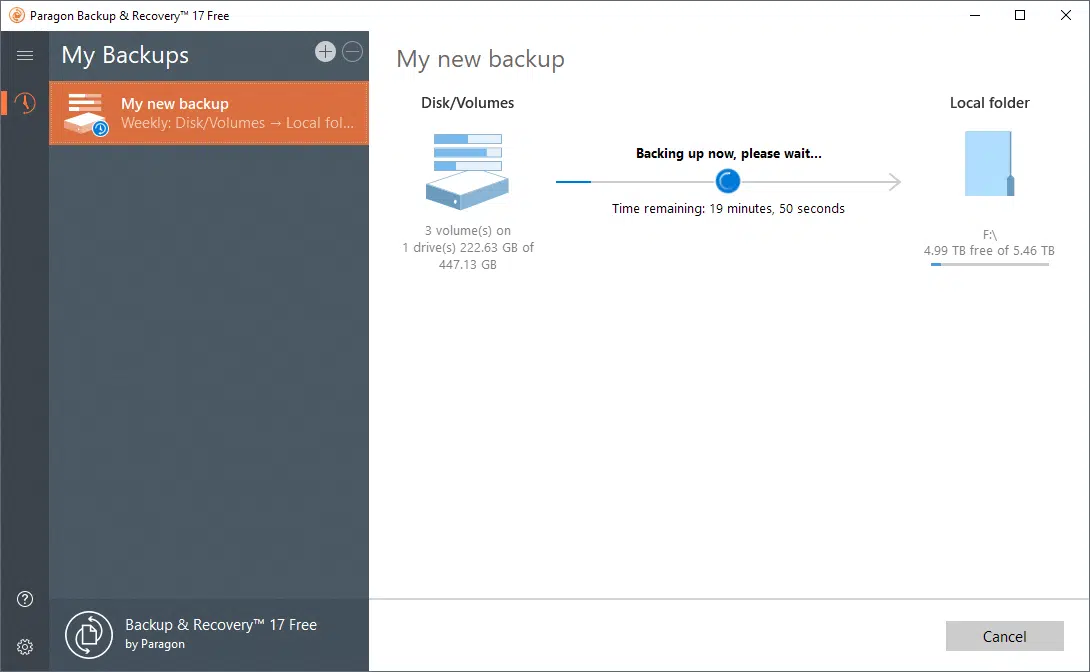 Paragon Backup & Recovery™ 17 Free
My Backups
My new backup
Weekly: Disk/Volumes → Local fol...
My new backup
Disk/Volumes
Local folder
Backing up now, please wait...
Time remaining: 19 minutes, 50 seconds
3 volume(s) on
1 drive(s) 222.63 GB of
447.13 GB
F:\
4.99 TB free of 5.46 TB
Backup & Recovery™ 17 Free
by Paragon
Cancel